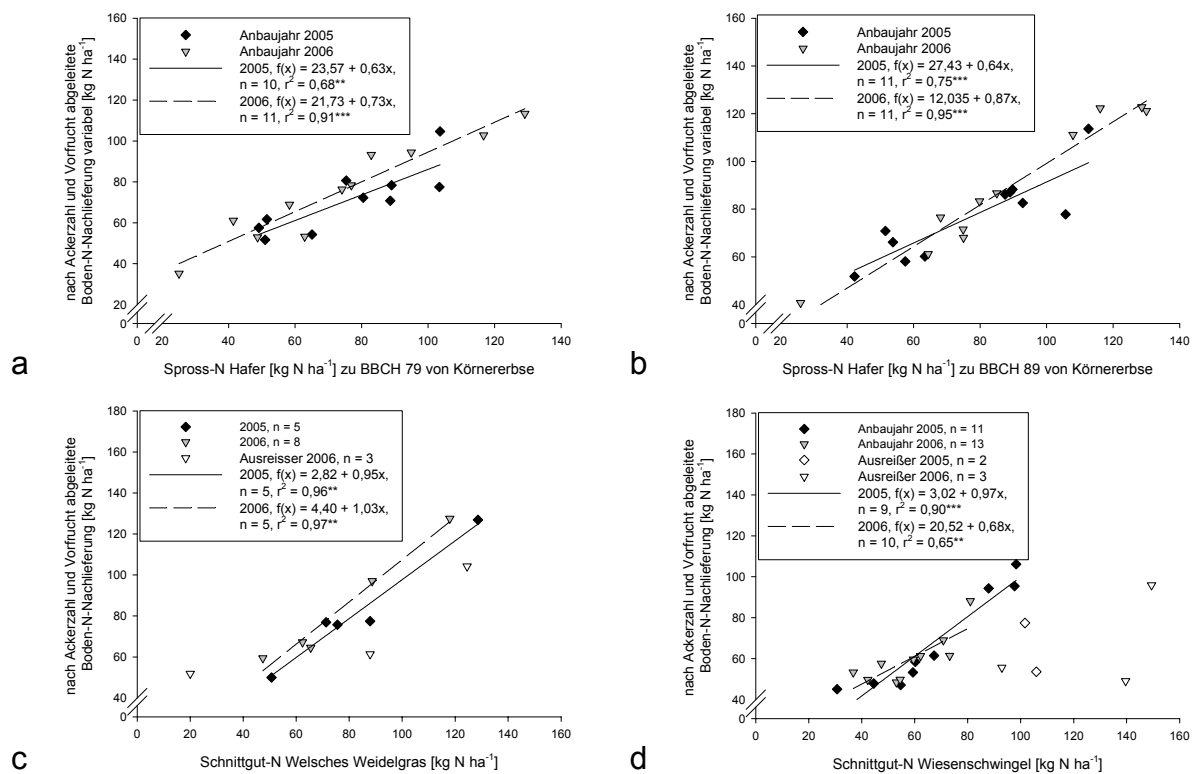 nach Ackerzahl und Vorfrucht abgeleitete
Boden-N-Nachlieferung variabel [kg N ha⁻¹]
160
140
120
100
80
60
40
20
0
Anbaujahr 2005
Anbaujahr 2006
2005, f(x) = 23,57 + 0,63x,
n = 10, r² = 0,68**
2006, f(x) = 21,73 + 0,73x,
n = 11, r² = 0,91***
0 20 40 60 80 100 120 140
Spross-N Hafer [kg N ha⁻¹] zu BBCH 79 von Körnererbse
a
nach Ackerzahl und Vorfrucht abgeleitete
Boden-N-Nachlieferung variabel [kg N ha⁻¹]
160
140
120
100
80
60
40
0
Anbaujahr 2005
Anbaujahr 2006
2005, f(x) = 27,43 + 0,64x,
n = 11, r² = 0,75***
2006, f(x) = 12,035 + 0,87x,
n = 11, r² = 0,95***
0 20 40 60 80 100 120 140
Spross-N Hafer [kg N ha⁻¹] zu BBCH 89 von Körnererbse
b
nach Ackerzahl und Vorfrucht abgeleitete
Boden-N-Nachlieferung [kg N ha⁻¹]
180
160
140
120
100
80
60
40
0
2005, n = 5
2006, n = 8
Ausreisser 2006, n = 3
2005, f(x) = 2,82 + 0,95x,
n = 5, r² = 0,96**
2006, f(x) = 4,40 + 1,03x,
n = 5, r² = 0,97**
0 20 40 60 80 100 120 140 160
Schnittgut-N Welsches Weidelgras [kg N ha⁻¹]
c
nach Ackerzahl und Vorfrucht abgeleitete
Boden-N-Nachlieferung [kg N ha⁻¹]
180
160
140
120
100
80
60
40
0
Anbaujahr 2005, n = 11
Anbaujahr 2006, n = 13
Ausreißer 2005, n = 2
Ausreißer 2006, n = 3
2005, f(x) = 3,02 + 0,97x,
n = 9, r² = 0,90***
2006, f(x) = 20,52 + 0,68x,
n = 10, r² = 0,65**
0 20 40 60 80 100 120 140 160
Schnittgut-N Wiesenschwingel [kg N ha⁻¹]
d